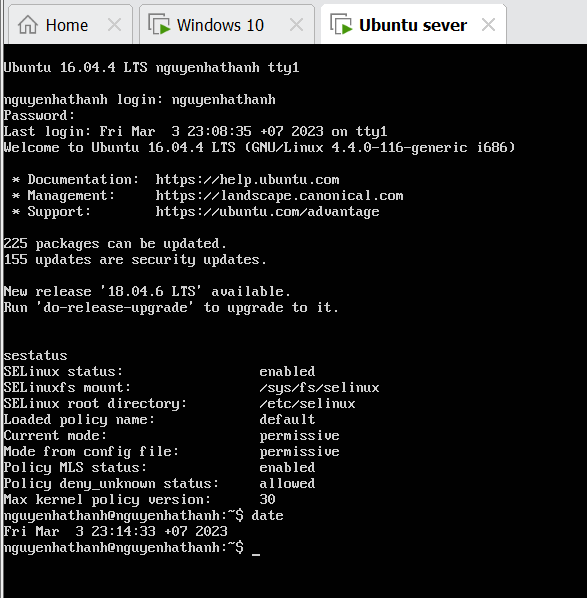 Home
Windows 10
Ubuntu sever
Ubuntu 16.04.4 LTS nguyenhathanh tty1
nguyenhathanh login: nguyenhathanh
Password:
Last login: Fri Mar  3 23:08:35 +07 2023 on tty1
Welcome to Ubuntu 16.04.4 LTS (GNU/Linux 4.4.0-116-generic i686)
* Documentation:  https://help.ubuntu.com
* Management:     https://landscape.canonical.com
* Support:        https://ubuntu.com/advantage
225 packages can be updated.
155 updates are security updates.
New release '18.04.6 LTS' available.
Run 'do-release-upgrade' to upgrade to it.
sestatus
SELinux status:                 enabled
SELinuxfs mount:                /sys/fs/selinux
SELinux root directory:         /etc/selinux
Loaded policy name:             default
Current mode:                   permissive
Mode from config file:          permissive
Policy MLS status:              enabled
Policy deny_unknown status:     allowed
Max kernel policy version:      30
nguyenhathanh@nguyenhathanh:~$ date
Fri Mar  3 23:14:33 +07 2023
nguyenhathanh@nguyenhathanh:~$ _